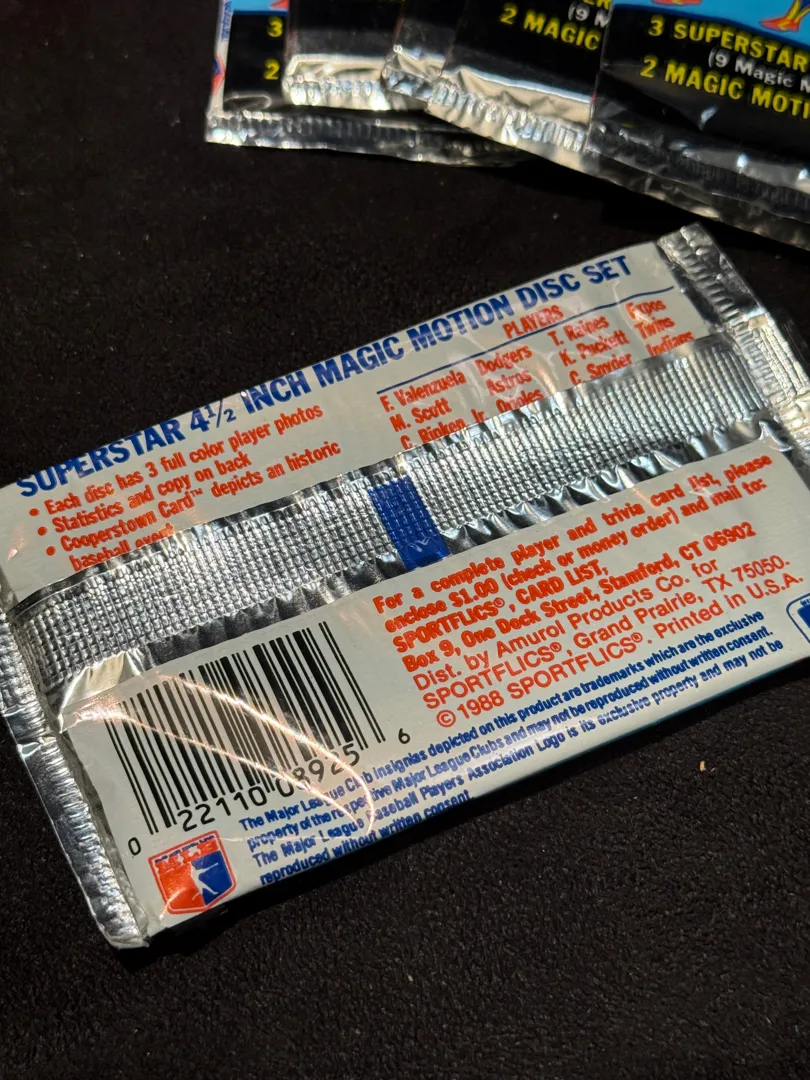 3
2
2 MAGIC
(9 M
3 SUPERSTAR
(9 Magic M
2 MAGIC MOTI
SUPERSTAR 4½ INCH MAGIC MOTION DISC SET
• Each disc has 3 full color player photos
• Statistics and copy on back
• Cooperstown Card™ depicts an historic
baseball event
PLAYERS
F. Valenzuela Dodgers T. Raines Expos
M. Scott Astros K. Puckett Twins
C. Ripken, Jr. Orioles C. Snyder Indians
For a complete player and trivia card list, please
enclose $1.00 (check or money order) and mail to:
SPORTFLICS®, CARD LIST,
Box 9, One Dock Street, Stamford, CT 06902
Dist. by Amurol Products Co. for
SPORTFLICS®, Grand Prairie, TX 75050.
© 1988 SPORTFLICS®. Printed in U.S.A.
0 22110 08925 6
The Major League Club insignias depicted on this product are trademarks which are the exclusive
property of the respective Major League Clubs and may not be reproduced without written consent.
The Major League Baseball Players Association Logo is its exclusive property and may not be
reproduced without written consent.